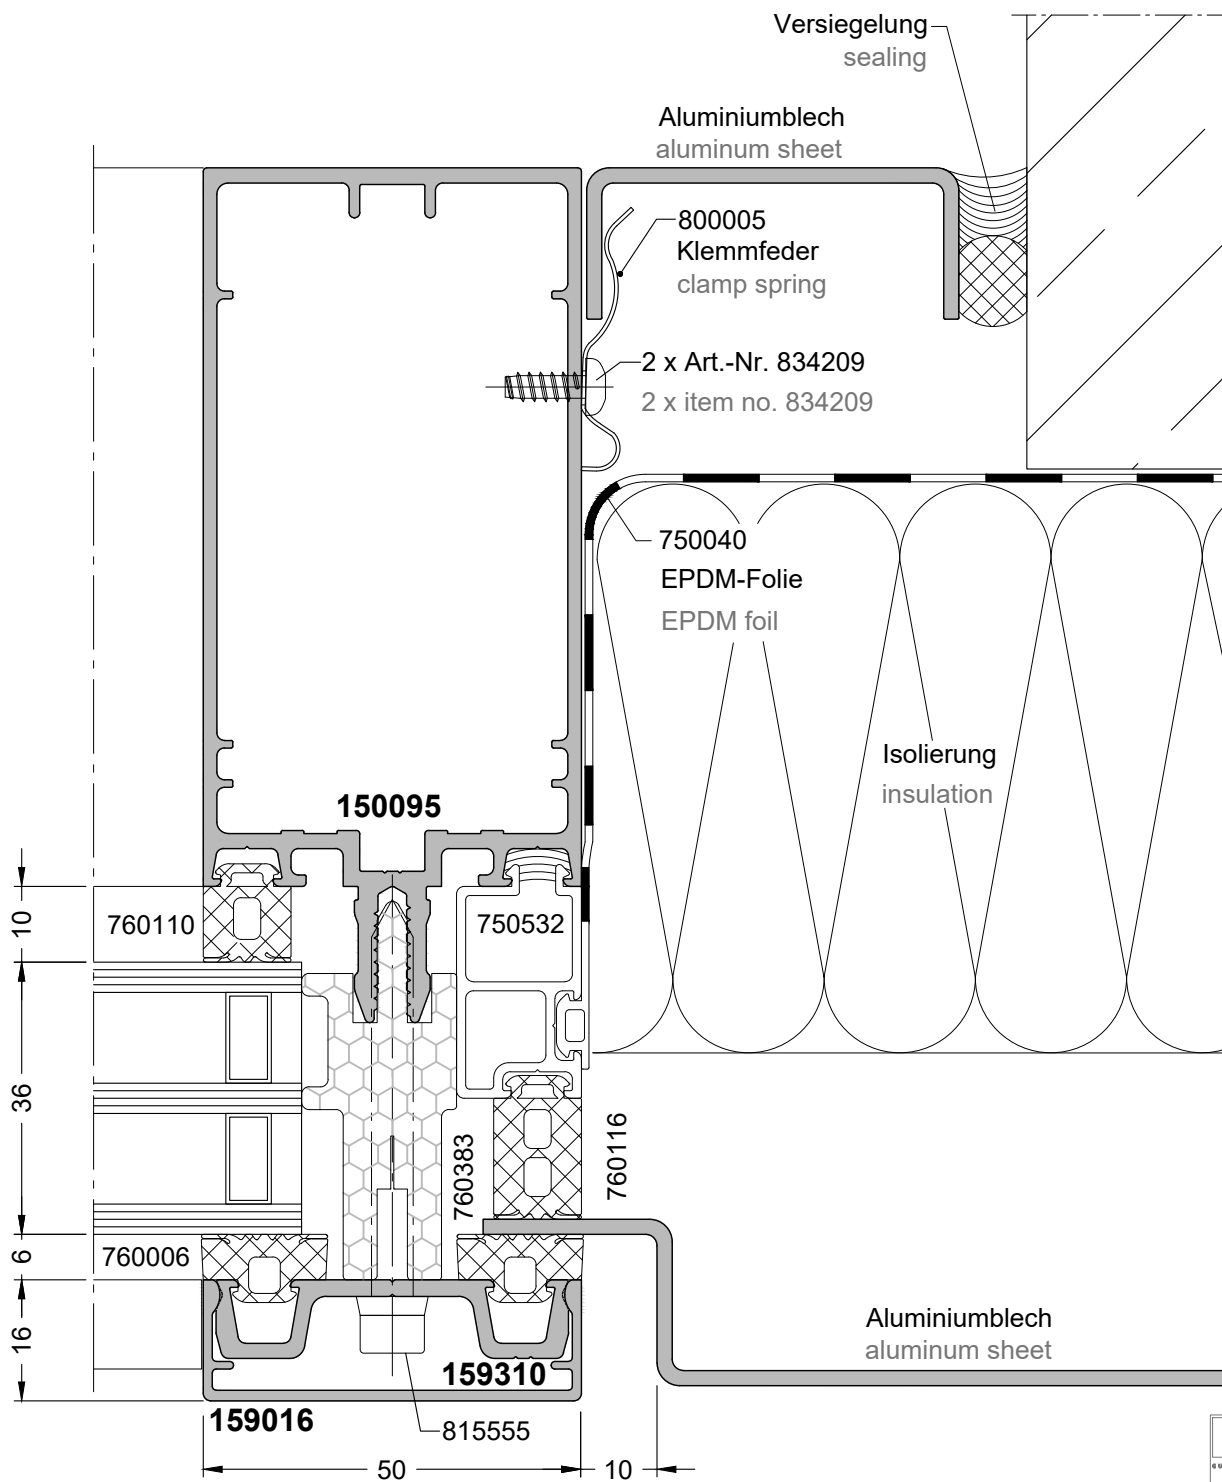 Versiegelung
sealing
Aluminiumblech
aluminum sheet
800005
Klemmfeder
clamp spring
2 x Art.-Nr. 834209
2 x item no. 834209
750040
EPDM-Folie
EPDM foil
Isolierung
insulation
150095
10
760110
750532
36
760383
760116
6
760006
16
Aluminiumblech
aluminum sheet
159310
159016
815555
50
10